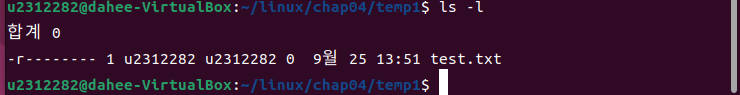 u2312282@dahee-VirtualBox:~/linux/chap04/temp1$ ls -l
합계 0
-r-------- 1 u2312282 u2312282 0  9월 25 13:51 test.txt
u2312282@dahee-VirtualBox:~/linux/chap04/temp1$